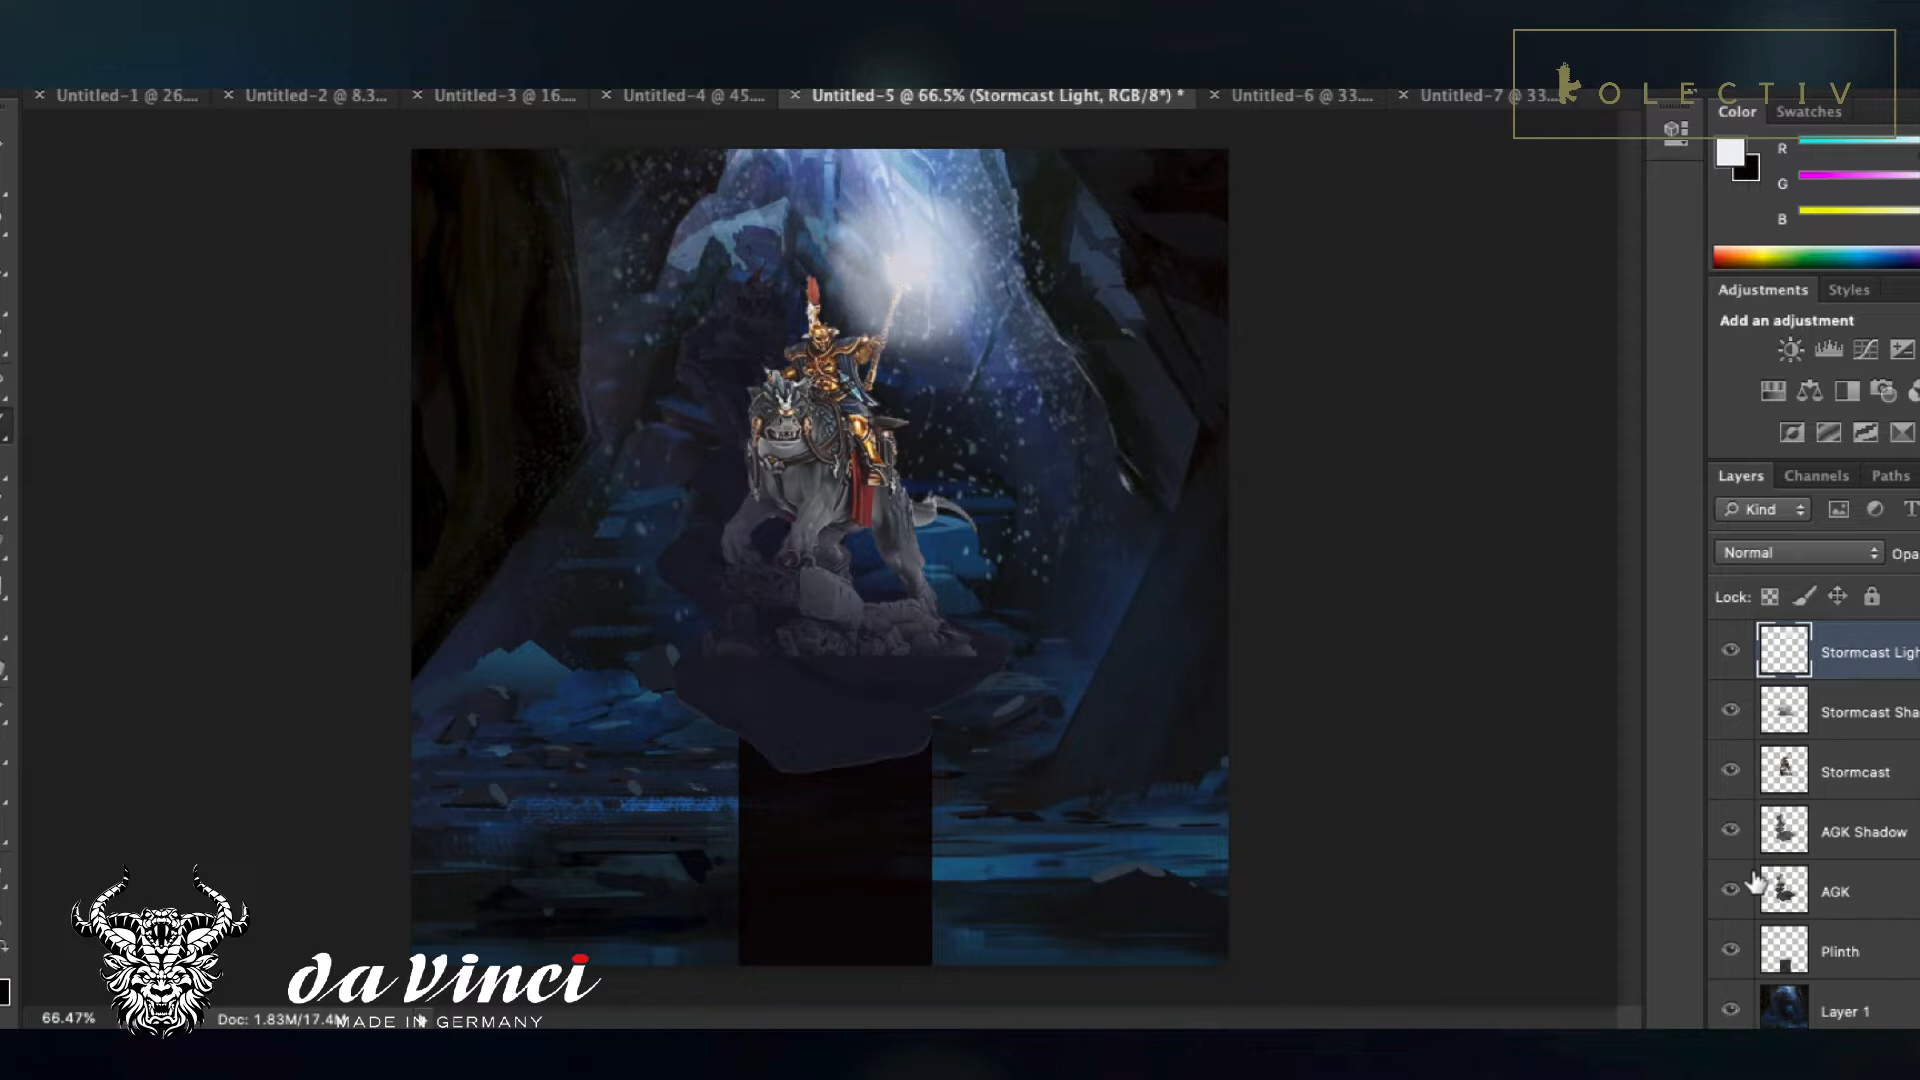 KOLECTIV
× Untitled-1 @ 26.... × Untitled-2 @ 8.3... × Untitled-3 @ 16.... × Untitled-4 @ 45.... × Untitled-5 @ 66.5% (Stormcast Light, RGB/8*) * × Untitled-6 @ 33.... × Untitled-7 @ 33....
Color Swatches
R
G
B
Adjustments Styles
Add an adjustment
Layers Channels Paths
Kind
Normal Opa
Lock:
Stormcast Ligh
Stormcast Sha
Stormcast
AGK Shadow
AGK
Plinth
Layer 1
da Vinci
MADE IN GERMANY
66.47% Doc: 1.83M/17.4M